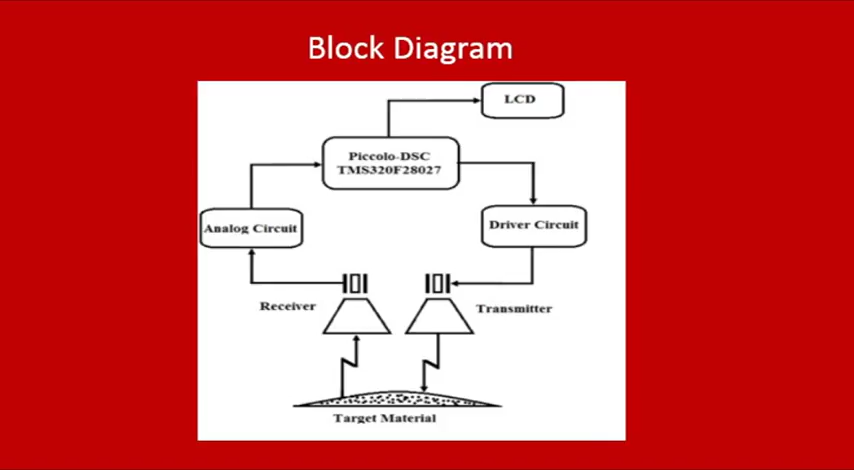 Block Diagram
LCD
Piccolo-DSC
TMS320F28027
Analog Circuit
Driver Circuit
Receiver
Transmitter
Target Material